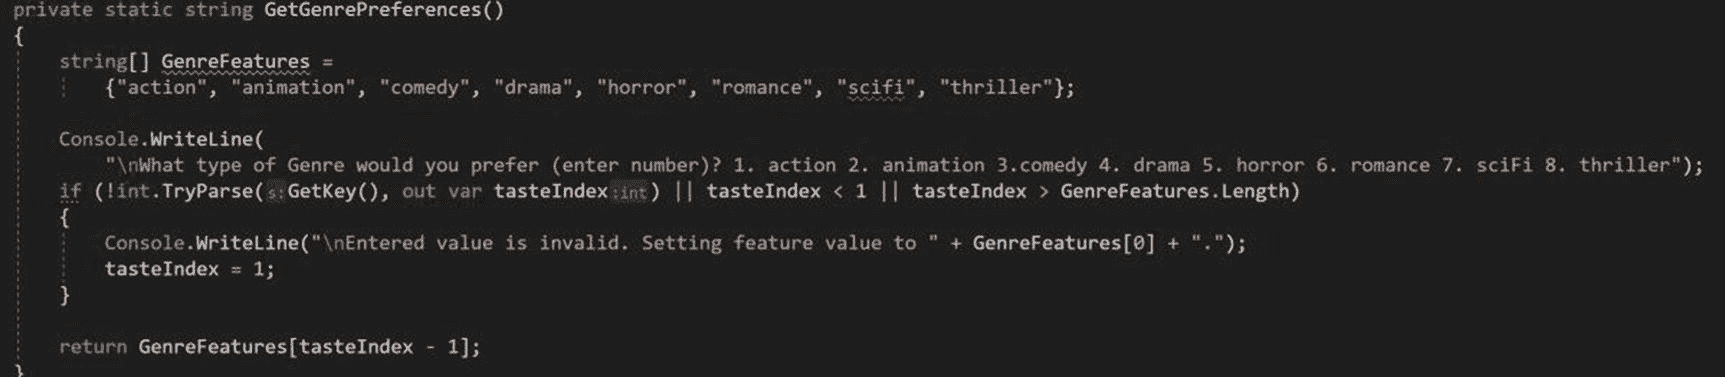 private static string GetGenrePreferences()
{
string[] GenreFeatures =
{"action", "animation", "comedy", "drama", "horror", "romance", "scifi", "thriller"};
Console.WriteLine(
"\nWhat type of Genre would you prefer (enter number)? 1. action 2. animation 3.comedy 4. drama 5. horror 6. romance 7. sciFi 8. thriller");
if (!int.TryParse(s:GetKey(), out var tasteIndex:int) || tasteIndex < 1 || tasteIndex > GenreFeatures.Length)
{
Console.WriteLine("\nEntered value is invalid. Setting feature value to " + GenreFeatures[0] + ".");
tasteIndex = 1;
}
return GenreFeatures[tasteIndex - 1];
}